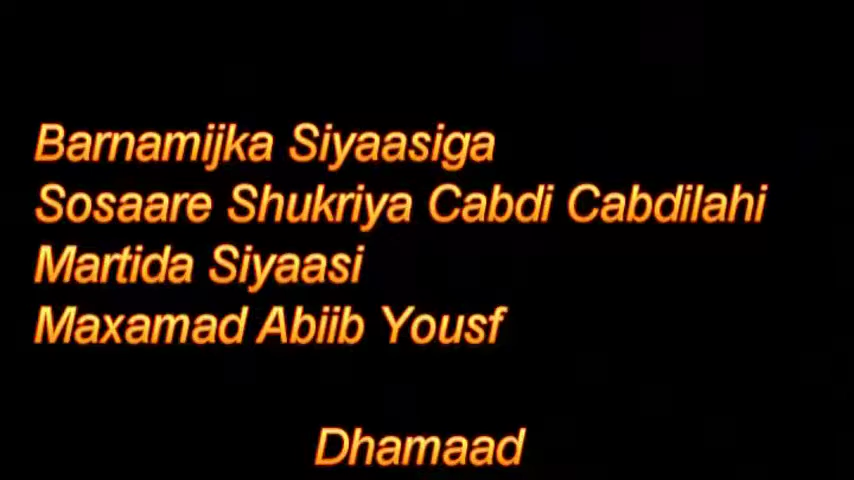 Barnamijka Siyaasiga
Sosaare Shukriya Cabdi Cabdilahi
Martida Siyaasi
Maxamad Abiib Yousf
Dhamaad